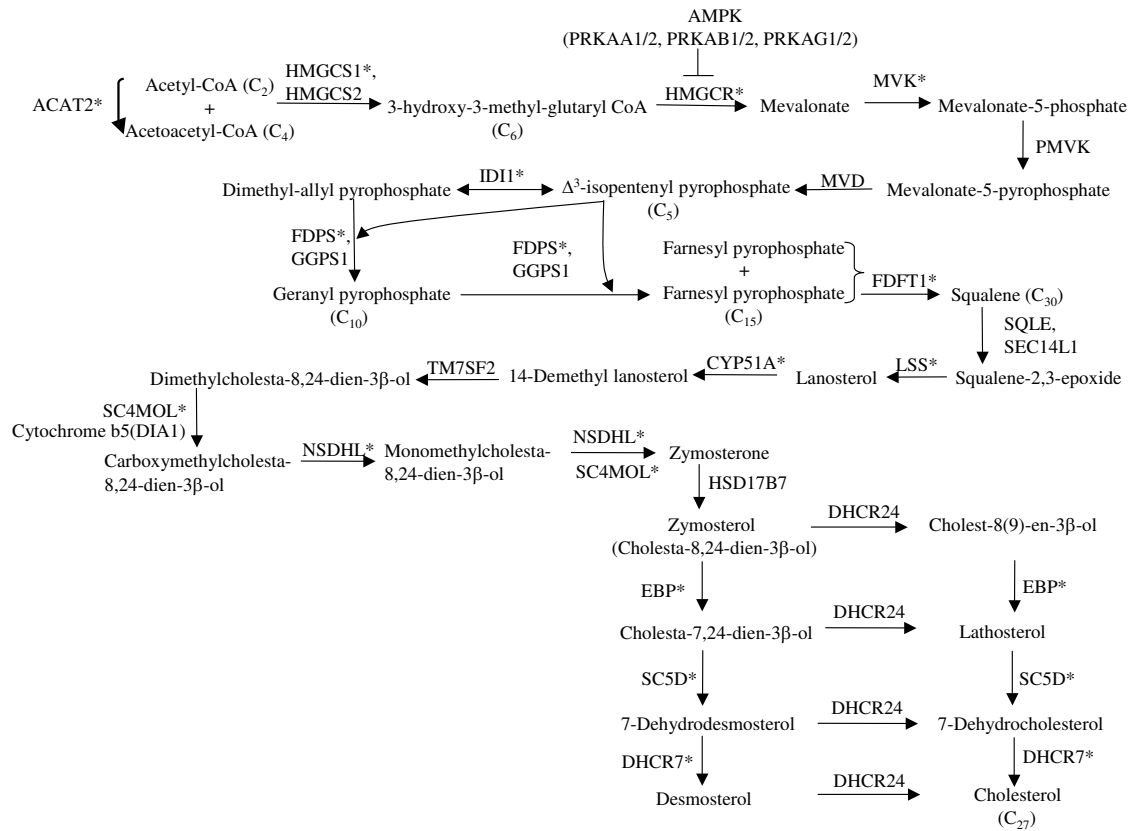 AMPK
(PRKAA1/2, PRKAB1/2, PRKAG1/2)
ACAT2*
Acetyl-CoA (C2)
+
Acetoacetyl-CoA (C4)
HMGCS1*,
HMGCS2
3-hydroxy-3-methyl-glutaryl CoA
(C6)
HMGCR*
Mevalonate
MVK*
Mevalonate-5-phosphate
PMVK
Dimethyl-allyl pyrophosphate
IDI1*
Δ3-isopentenyl pyrophosphate
(C5)
MVD
Mevalonate-5-pyrophosphate
FDPS*,
GGPS1
FDPS*,
GGPS1
Farnesyl pyrophosphate
+
Farnesyl pyrophosphate
(C15)
Geranyl pyrophosphate
(C10)
FDFT1*
Squalene (C30)
SQLE,
SEC14L1
Dimethylcholesta-8,24-dien-3β-ol
TM7SF2
14-Demethyl lanosterol
CYP51A*
Lanosterol
LSS*
Squalene-2,3-epoxide
SC4MOL*
Cytochrome b5(DIA1)
Carboxymethylcholesta-
8,24-dien-3β-ol
NSDHL*
Monomethylcholesta-
8,24-dien-3β-ol
NSDHL*
SC4MOL*
Zymosterone
HSD17B7
Zymosterol
(Cholesta-8,24-dien-3β-ol)
DHCR24
Cholest-8(9)-en-3β-ol
EBP*
EBP*
Cholesta-7,24-dien-3β-ol
DHCR24
Lathosterol
SC5D*
SC5D*
7-Dehydrodesmosterol
DHCR24
7-Dehydrocholesterol
DHCR7*
DHCR7*
Desmosterol
DHCR24
Cholesterol
(C27)